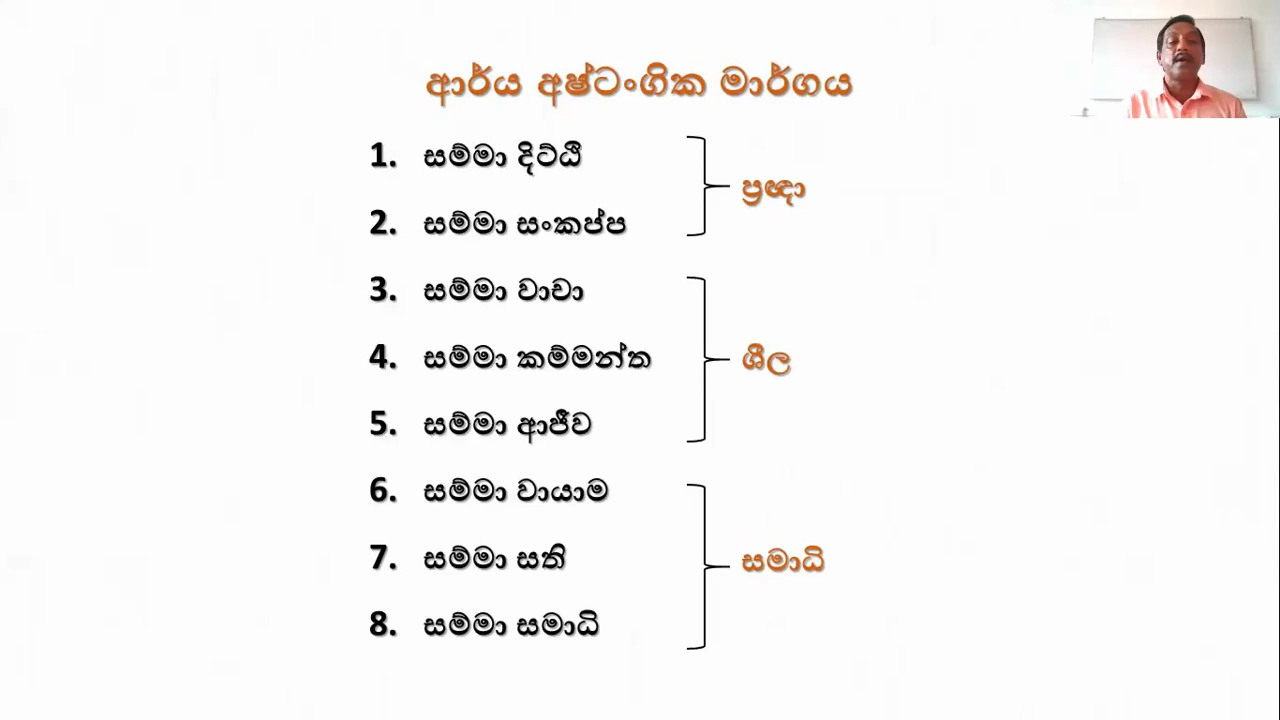 ආර්ය අෂ්ටංගික මාර්ගය
1. සම්මා දිට්ඨි
2. සම්මා සංකප්ප
ප්‍රඥා
3. සම්මා වාචා
4. සම්මා කම්මන්ත
5. සම්මා ආජීව
ශීල
6. සම්මා වායාම
7. සම්මා සති
8. සම්මා සමාධි
සමාධි